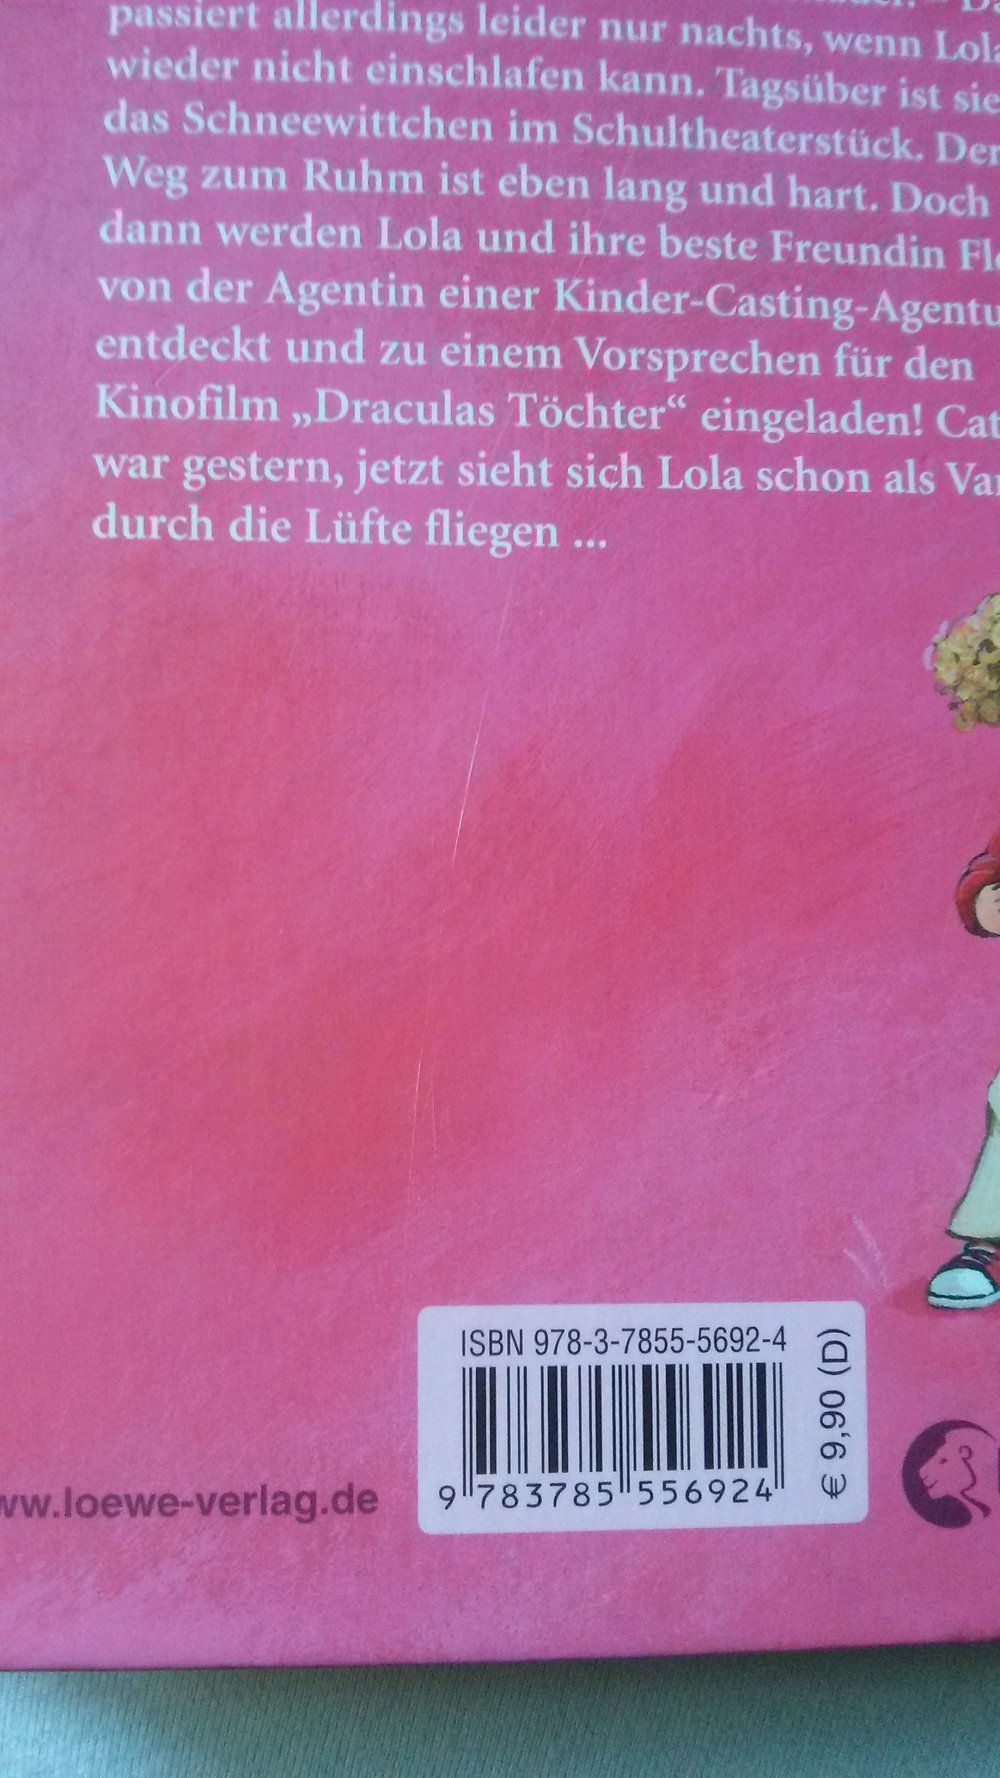 passiert allerdings leider nur nachts, wenn Lola
wieder nicht einschlafen kann. Tagsüber ist sie
das Schneewittchen im Schultheaterstück. Der
Weg zum Ruhm ist eben lang und hart. Doch
dann werden Lola und ihre beste Freundin
von der Agentin einer Kinder-Casting-Agentu
entdeckt und zu einem Vorsprechen für den
Kinofilm „Draculas Töchter“ eingeladen! Cat
war gestern, jetzt sieht sich Lola schon als
durch die Lüfte fliegen ...
ISBN 978-3-7855-5692-4
€ 9,90 (D)
9 783785 556924
ww.loewe-verlag.de